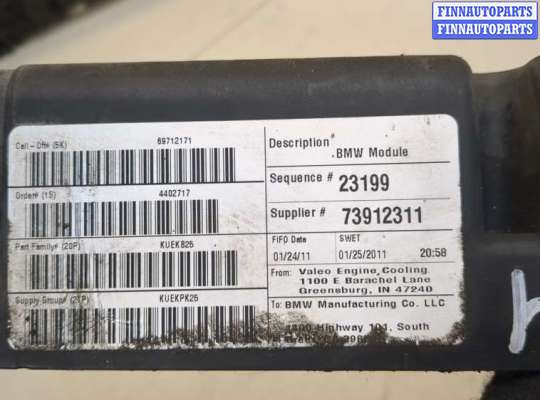 FINNAUTOPARTS
FINNAUTOPARTS
Call-Off# (5K) 69712171
Order# (1S) 4402717
Part Family# (20P) KUEK826
Supply Group# KUEKPK26
Description#
.BMW Module
Sequence # 23199
Supplier # 73912311
FIFO Date SWET
01/24/11 01/25/2011 20:58
From: Valeo Engine Cooling
1100 E Barachel Lane
Greensburg, IN 47240
To: BMW Manufacturing Co. LLC
Highway 101, South